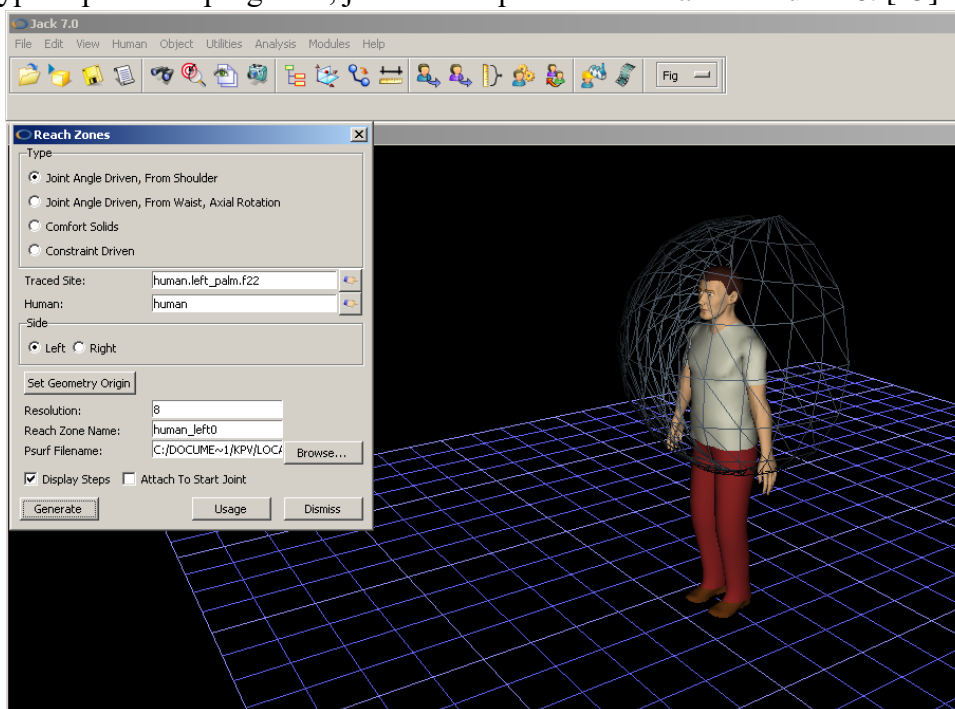 Jack 7.0
File Edit View Human Object Utilities Analysis Modules Help
Fig
Reach Zones
Type
Joint Angle Driven, From Shoulder
Joint Angle Driven, From Waist, Axial Rotation
Comfort Solids
Constraint Driven
Traced Site: human.left_palm.f22
Human: human
Side
Left Right
Set Geometry Origin
Resolution: 8
Reach Zone Name: human_left0
Psurf Filename: C:/DOCUME~1/KPV/LOCA Browse...
Display Steps Attach To Start Joint
Generate Usage Dismiss